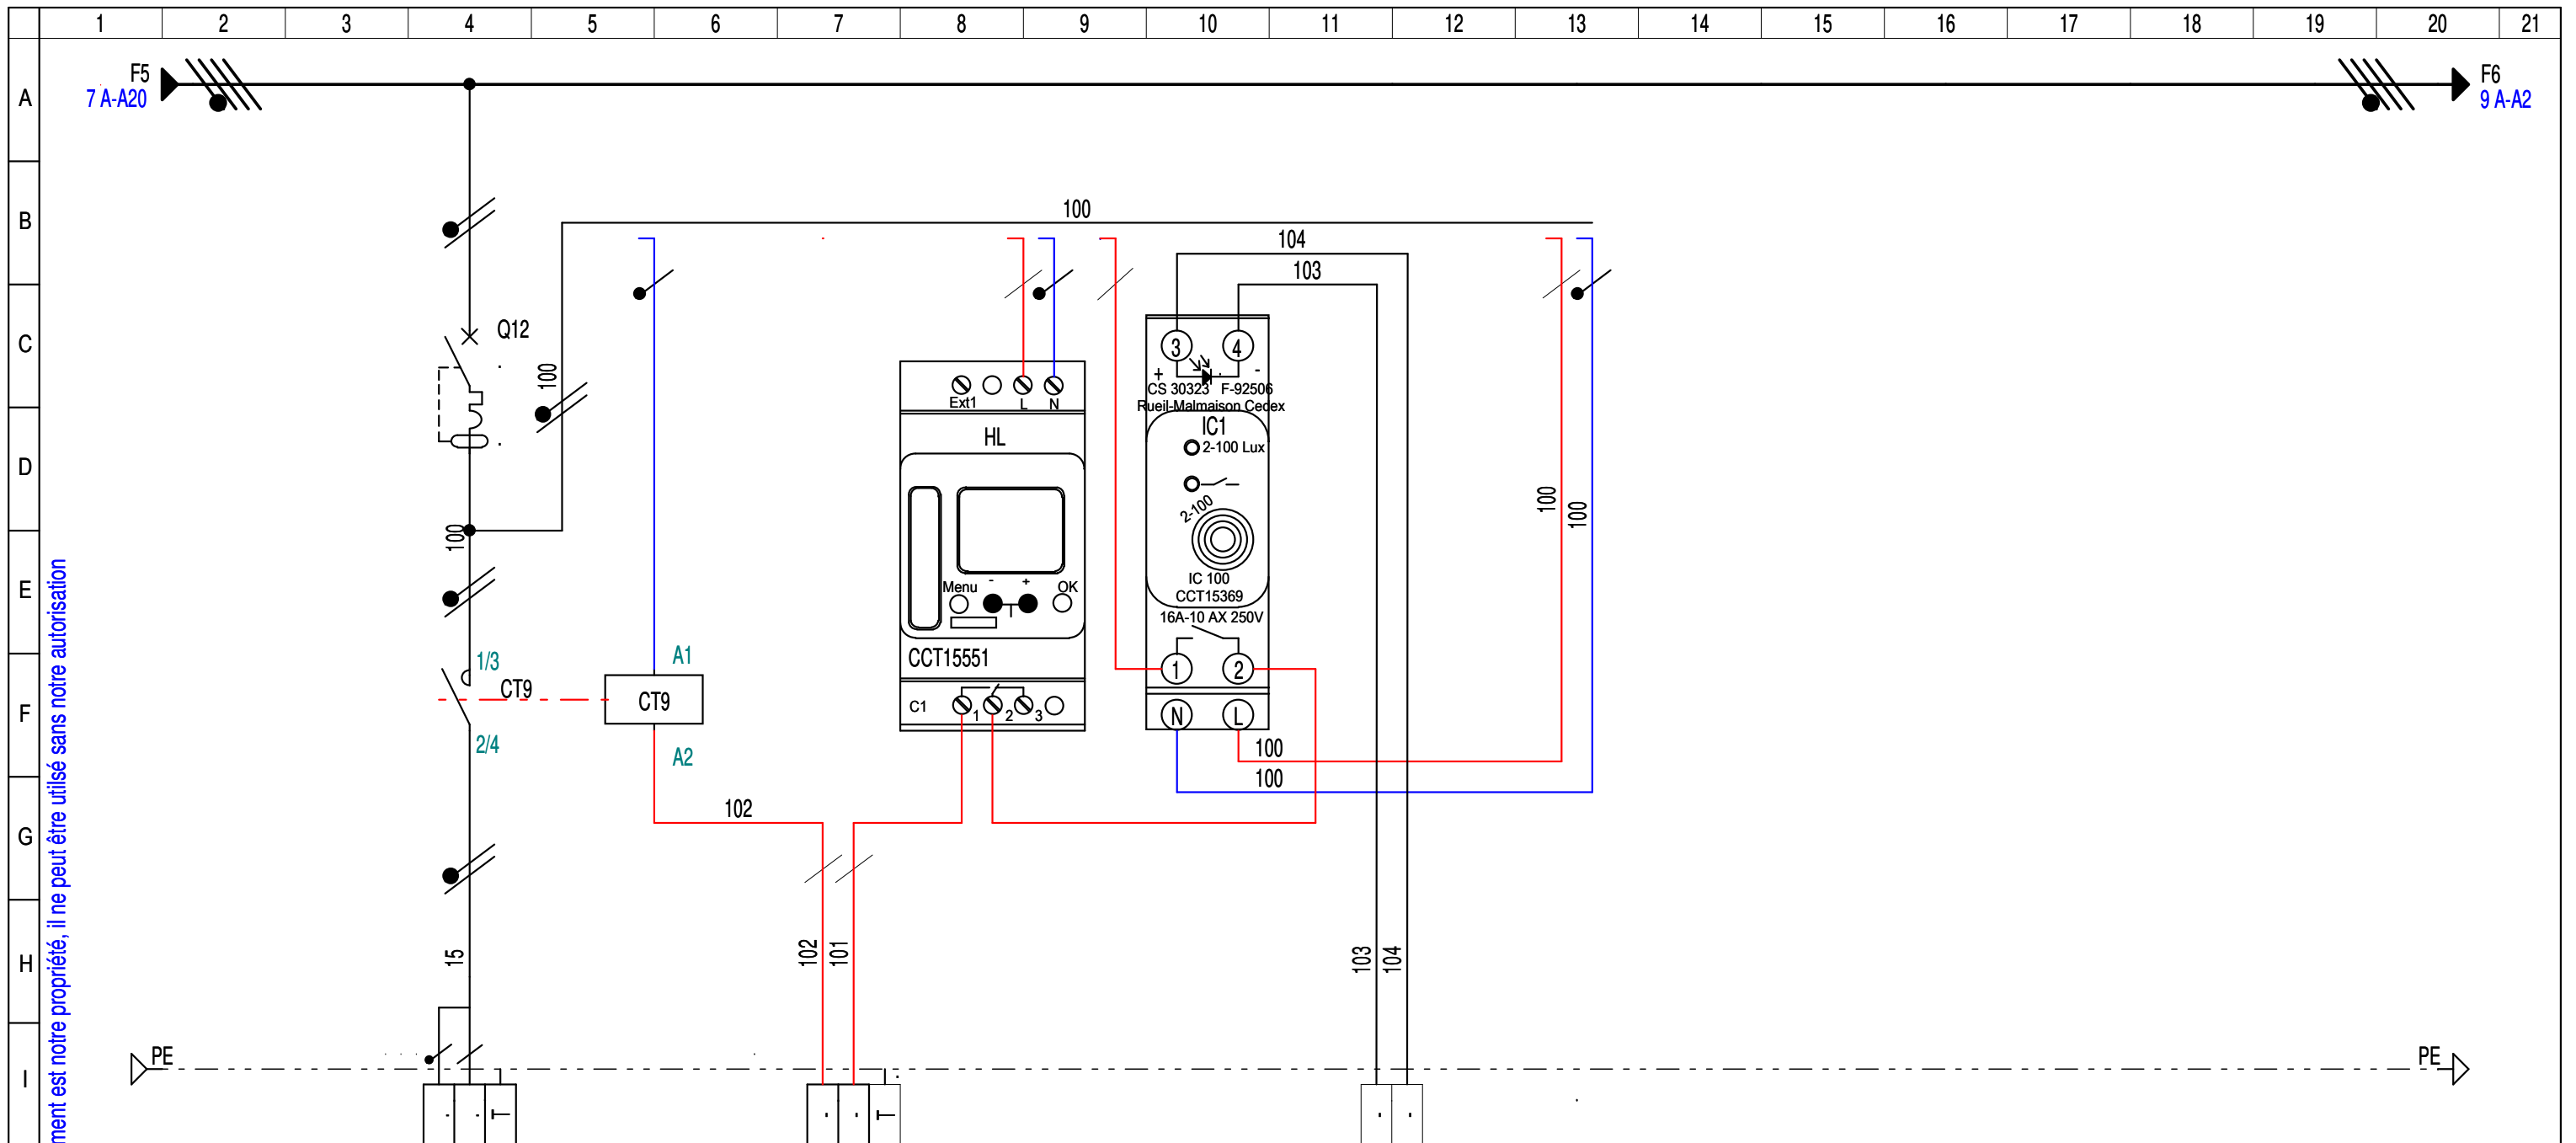 1 2 3 4 5 6 7 8 9 10 11 12 13 14 15 16 17 18 19 20 21
A
F5
7 A-A20
F6
9 A-A2
B
100
104
103
C
Q12
100
3 4
+ -
CS 30323 F-92506
Rueil-Malmaison Cedex
Ext1 L N
HL
IC1
2-100 Lux
D
2-100
100
100
100
E
IC 100
CCT15369
16A-10 AX 250V
Menu - + OK
CCT15551
1/3
CT9
2/4
A1
CT9
A2
F
C1 1 2 3
1 2
N L
100
100
G
102
H
15
102
101
103
104
I
PE
PE
. . T
- - T
- -
ment est notre propriété, il ne peut être utilsé sans notre autorisation